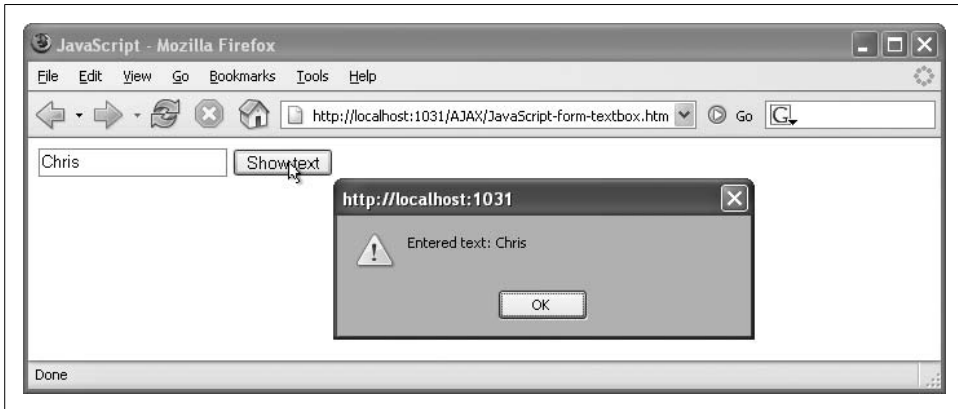 JavaScript - Mozilla Firefox
File Edit View Go Bookmarks Tools Help
http://localhost:1031/AJAX/JavaScript-form-textbox.htm Go G
Chris Show text
http://localhost:1031
Entered text: Chris
OK
Done